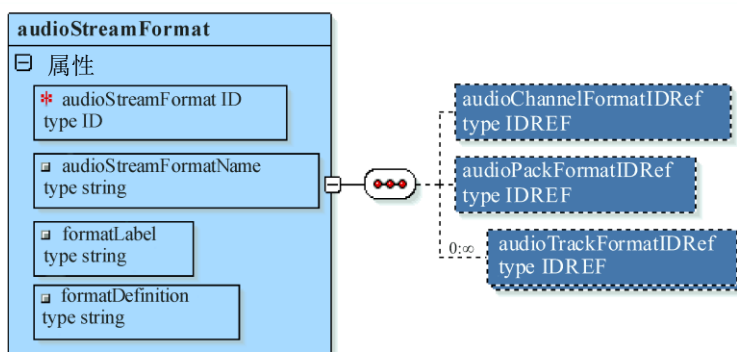 audioStreamFormat
属性
* audioStreamFormat ID
type ID
audioStreamFormatName
type string
formatLabel
type string
formatDefinition
type string
audioChannelFormatIDRef
type IDREF
audioPackFormatIDRef
type IDREF
0:∞
audioTrackFormatIDRef
type IDREF